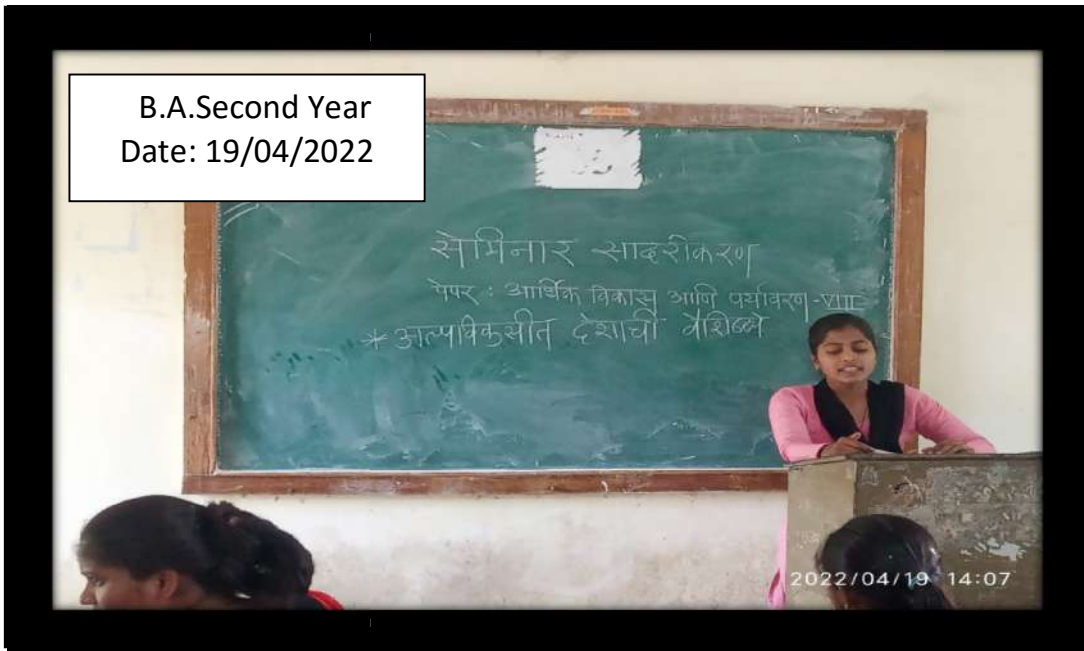 B.A.Second Year
Date: 19/04/2022
सेमिनार सादरीकरण
पेपर : आर्थिक विकास आणि पर्यावरण-VIII
* अल्पविकसीत देशाची वैशिष्ट्ये
2022/04/19 14:07